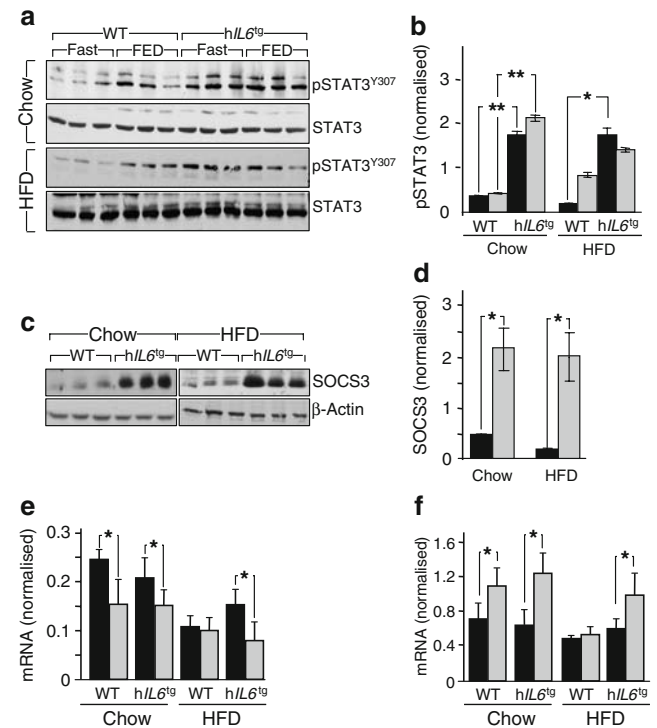 a
WT
hIL6tg
Fast
FED
Fast
FED
Chow
pSTAT3Y307
STAT3
HFD
pSTAT3Y307
STAT3
b
pSTAT3 (normalised)
3
2
1
0
**
**
*
WT hIL6tg
WT hIL6tg
Chow
HFD
c
Chow
HFD
WT
hIL6tg
WT
hIL6tg
SOCS3
β-Actin
d
SOCS3 (normalised)
3
2
1
0
*
*
Chow
HFD
e
mRNA (normalised)
0.3
0.2
0.1
0
*
*
*
WT
hIL6tg
WT
hIL6tg
Chow
HFD
f
mRNA (normalised)
1.6
1.2
0.8
0.4
0
*
*
*
WT
hIL6tg
WT
hIL6tg
Chow
HFD